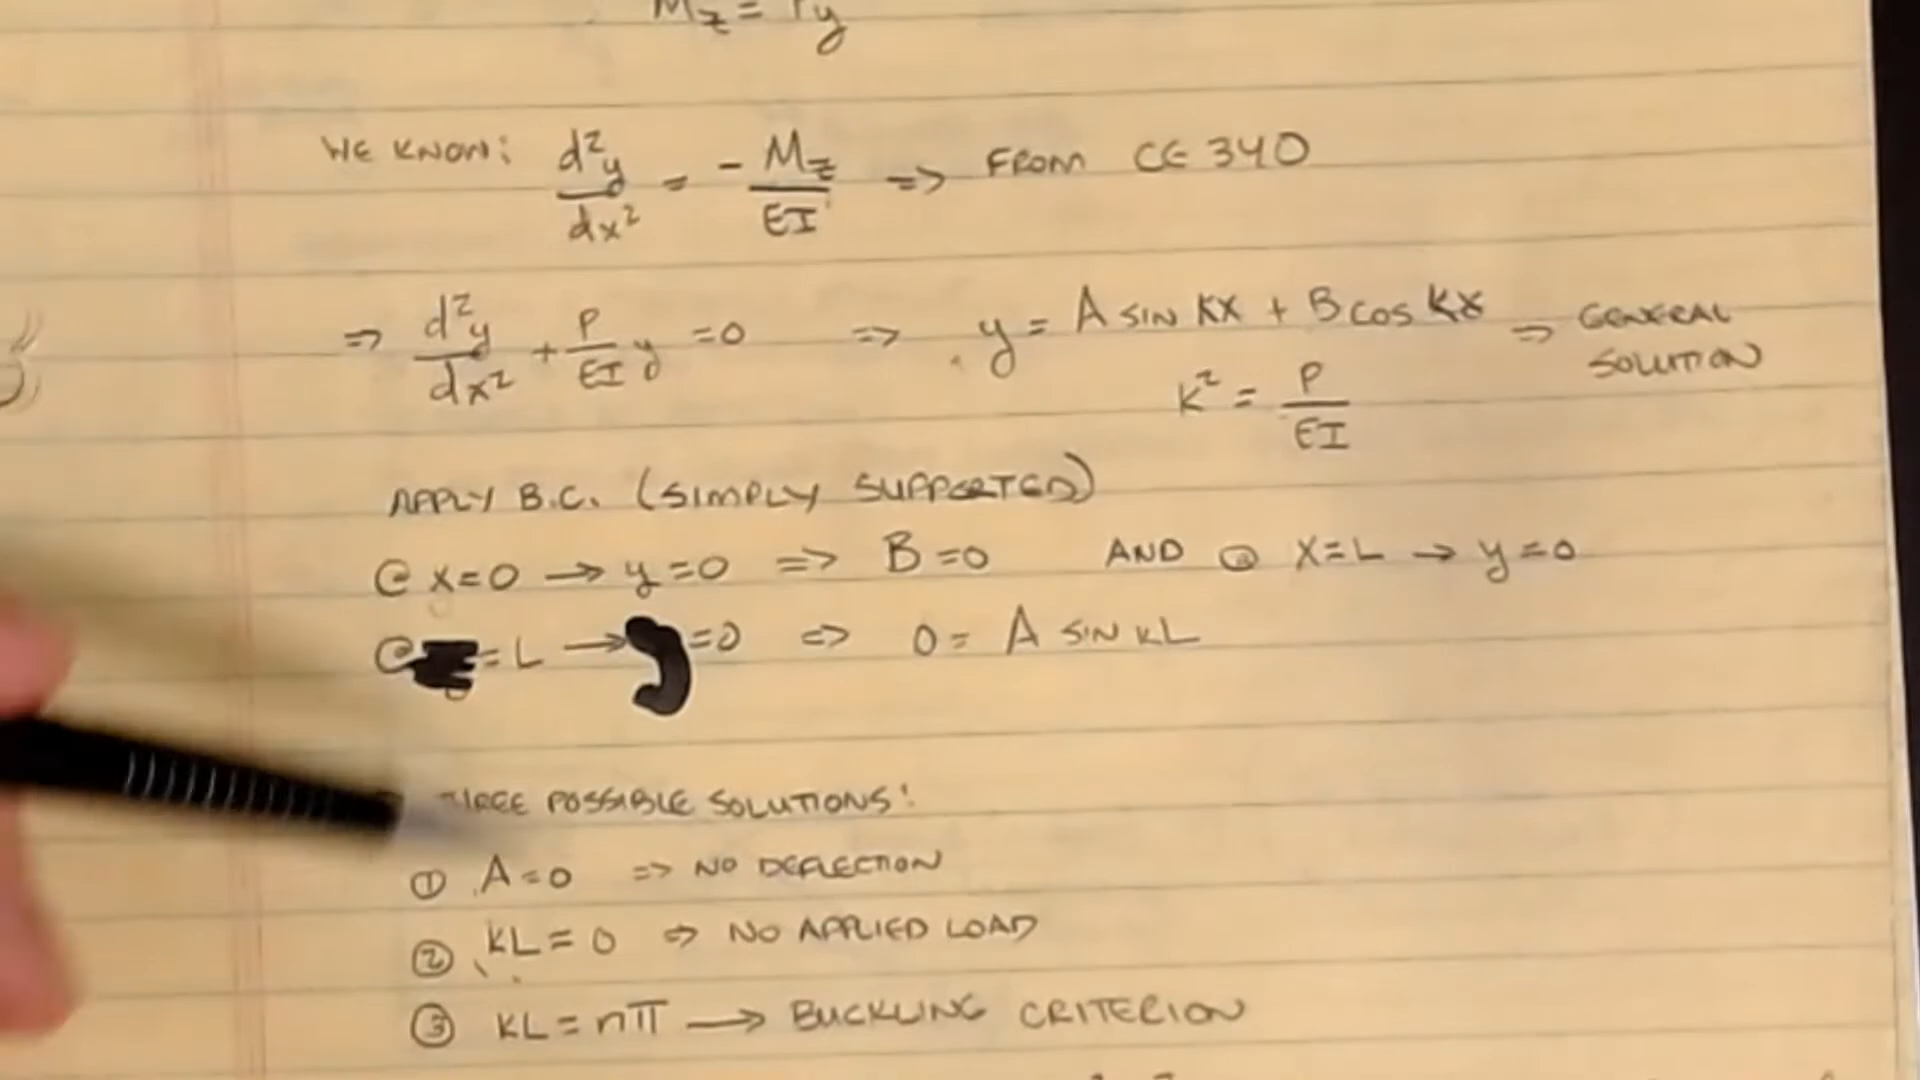 Mz = Py
WE KNOW: d²y/dx² = - Mz/EI => FROM CE 340
=> d²y/dx² + P/EI y = 0 => y = A SIN KX + B COS KX => GENERAL SOLUTION
K² = P/EI
APPLY B.C. (SIMPLY SUPPORTED)
@ X=0 → y=0 => B=0 AND @ X=L → y=0
@ = L → =0 => 0 = A SIN KL
POSSIBLE SOLUTIONS:
① A=0 => NO DEFLECTION
② KL=0 => NO APPLIED LOAD
③ KL=nπ → BUCKLING CRITERION